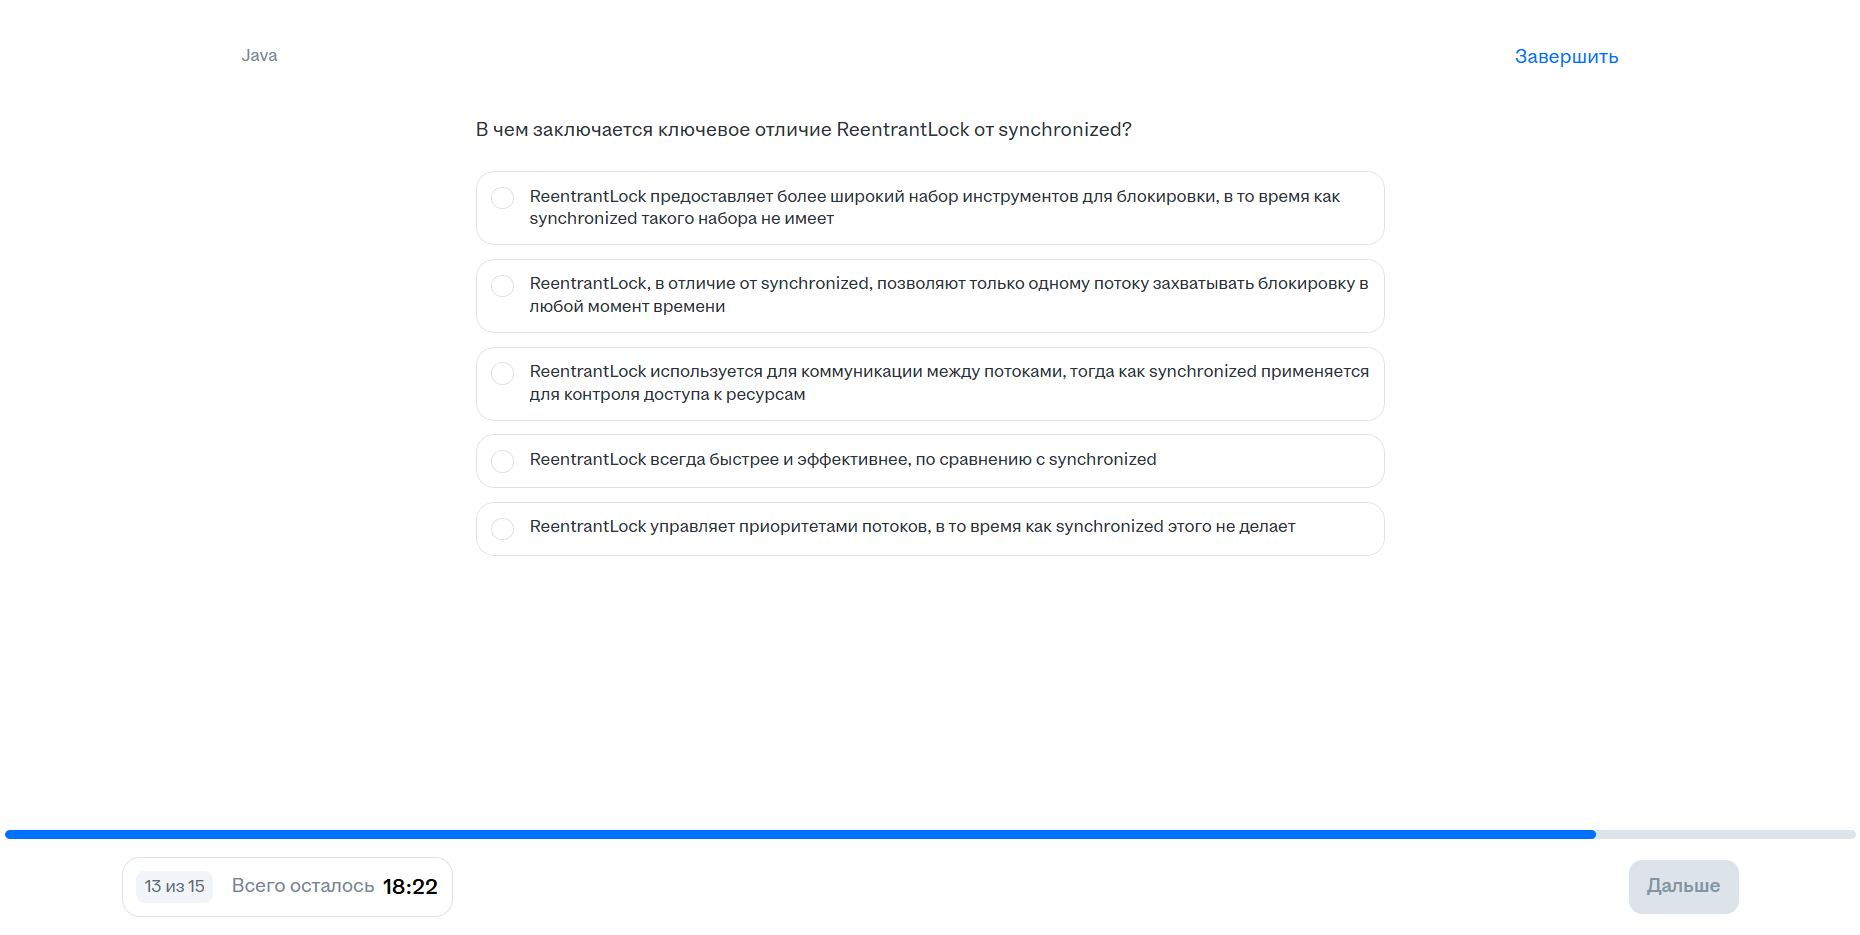 Java
Завершить
В чем заключается ключевое отличие ReentrantLock от synchronized?
ReentrantLock предоставляет более широкий набор инструментов для блокировки, в то время как
synchronized такого набора не имеет
ReentrantLock, в отличие от synchronized, позволяют только одному потоку захватывать блокировку в
любой момент времени
ReentrantLock используется для коммуникации между потоками, тогда как synchronized применяется
для контроля доступа к ресурсам
ReentrantLock всегда быстрее и эффективнее, по сравнению с synchronized
ReentrantLock управляет приоритетами потоков, в то время как synchronized этого не делает
13 из 15
Всего осталось 18:22
Дальше